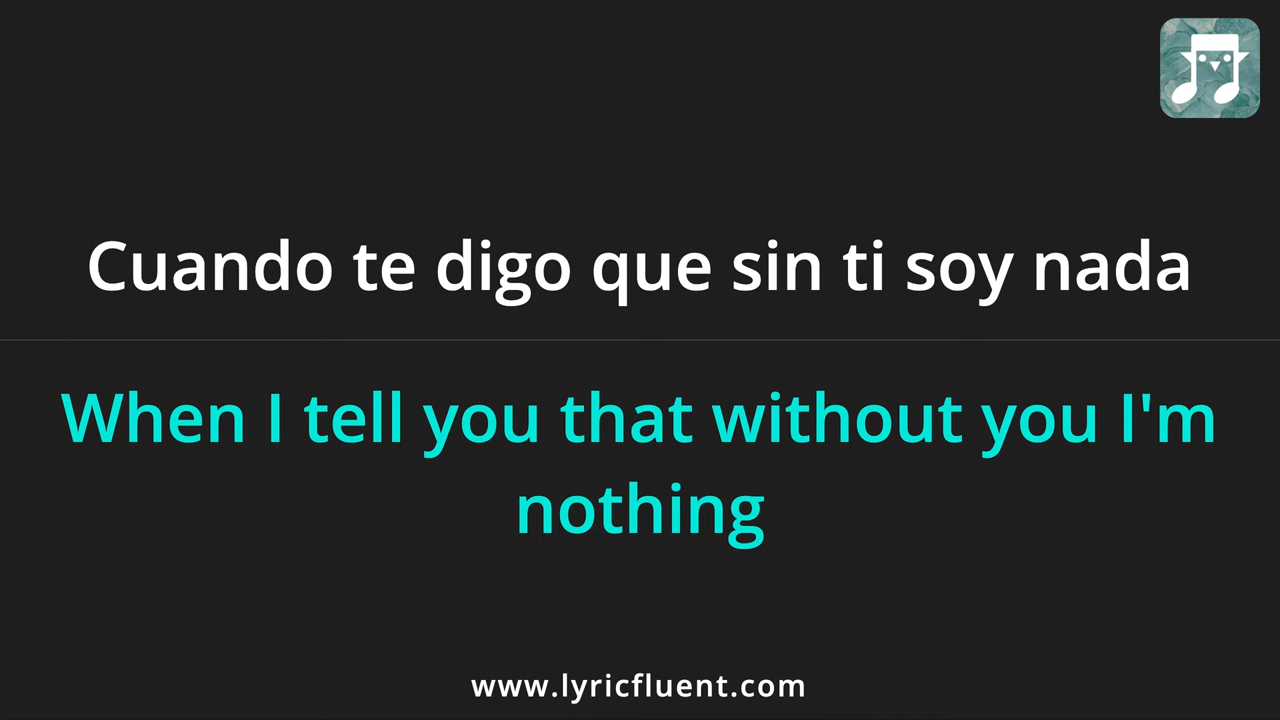 Cuando te digo que sin ti soy nada
When I tell you that without you I'm
nothing
www.lyricfluent.com